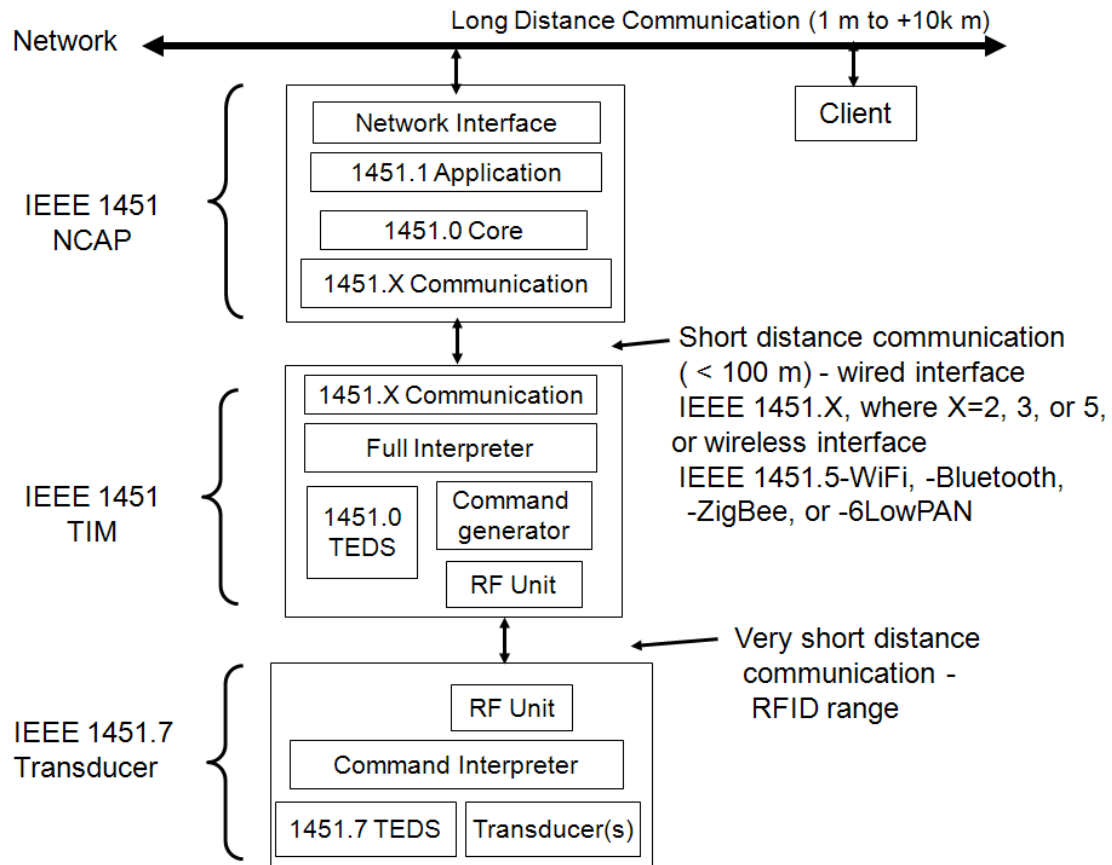 Long Distance Communication (1 m to +10k m)
Network
Client
IEEE 1451
NCAP
Network Interface
1451.1 Application
1451.0 Core
1451.X Communication
Short distance communication
( < 100 m) - wired interface
IEEE 1451.X, where X=2, 3, or 5,
or wireless interface
IEEE 1451.5-WiFi, -Bluetooth,
-ZigBee, or -6LowPAN
IEEE 1451
TIM
1451.X Communication
Full Interpreter
1451.0
TEDS
Command
generator
RF Unit
Very short distance
communication -
RFID range
IEEE 1451.7
Transducer
RF Unit
Command Interpreter
1451.7 TEDS
Transducer(s)